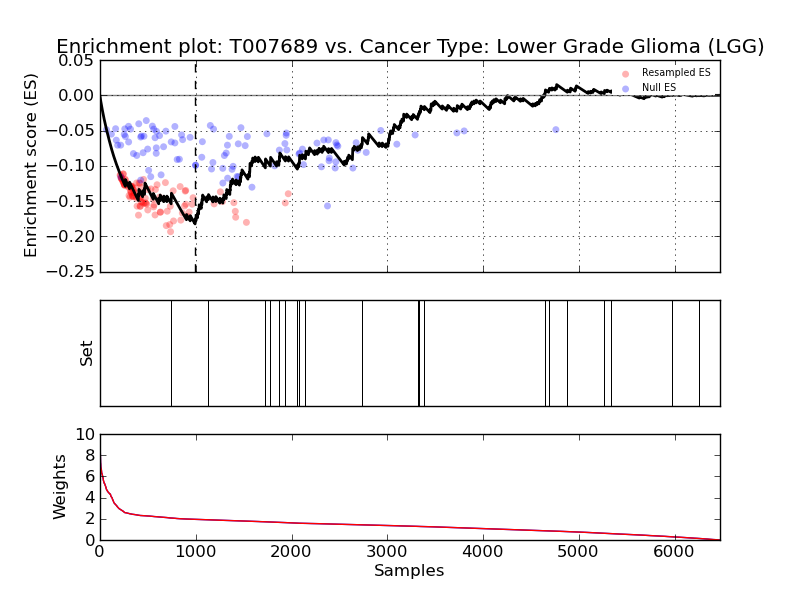 Enrichment plot: T007689 vs. Cancer Type: Lower Grade Glioma (LGG)
Enrichment score (ES)
0.05
0.00
−0.05
−0.10
−0.15
−0.20
−0.25
Resampled ES
Null ES
Set
Weights
10
8
6
4
2
0
0 1000 2000 3000 4000 5000 6000
Samples